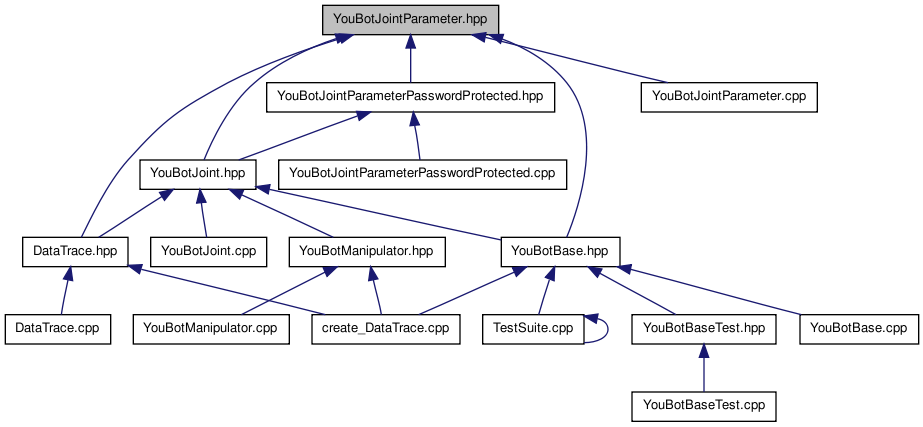 YouBotJointParameter.hpp
YouBotJointParameterPasswordProtected.hpp
YouBotJointParameter.cpp
YouBotJoint.hpp
YouBotJointParameterPasswordProtected.cpp
DataTrace.hpp
YouBotJoint.cpp
YouBotManipulator.hpp
YouBotBase.hpp
DataTrace.cpp
YouBotManipulator.cpp
create_DataTrace.cpp
TestSuite.cpp
YouBotBaseTest.hpp
YouBotBase.cpp
YouBotBaseTest.cpp